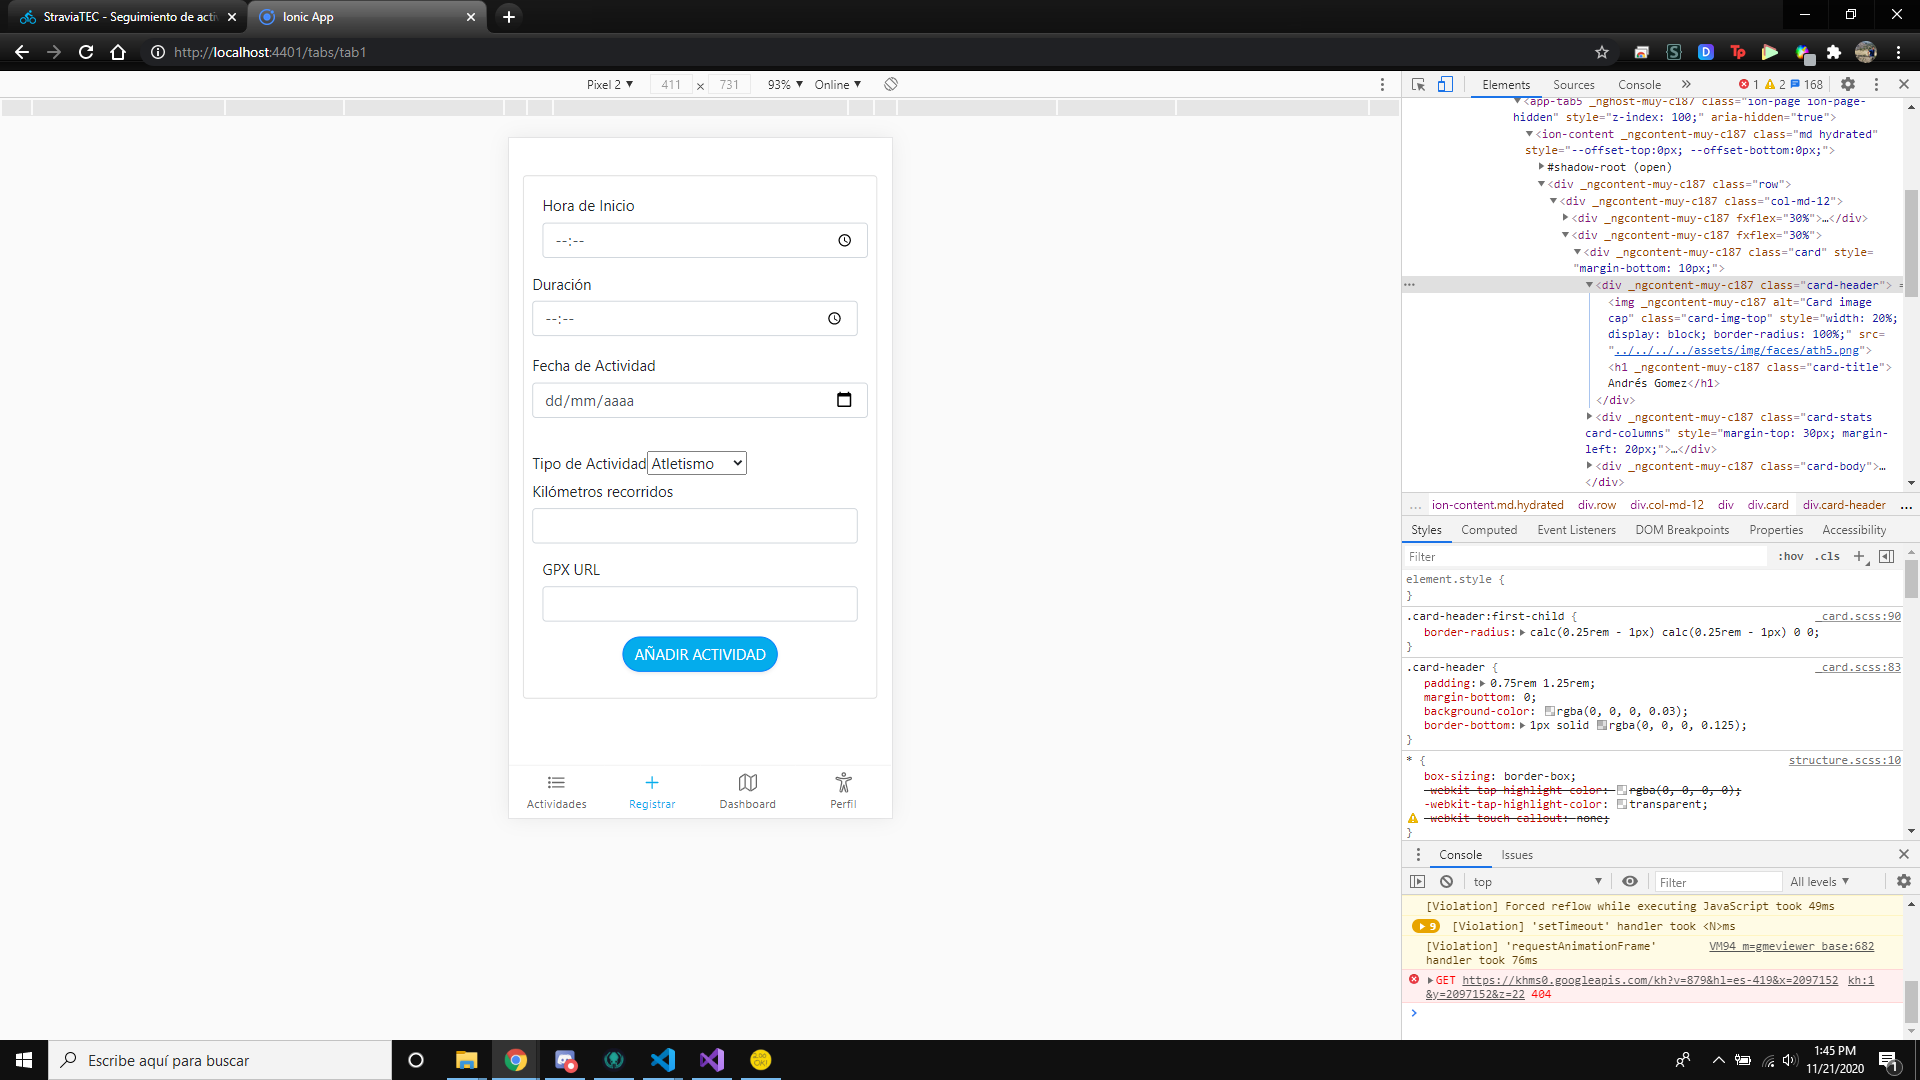 StraviaTEC - Seguimiento de acti
Ionic App
http://localhost:4401/tabs/tab1
Pixel 2 ▼ 411 x 731 93% ▼ Online ▼
Elements Sources Console » 1 2 168
<app-tab5 _nghost-muy-c187 class="ion-page ion-page-
hidden" style="z-index: 100;" aria-hidden="true">
<ion-content _ngcontent-muy-c187 class="md hydrated"
style="--offset-top:0px; --offset-bottom:0px;">
#shadow-root (open)
<div _ngcontent-muy-c187 class="row">
<div _ngcontent-muy-c187 class="col-md-12">
<div _ngcontent-muy-c187 fxflex="30%">…</div>
<div _ngcontent-muy-c187 fxflex="30%">
<div _ngcontent-muy-c187 class="card" style=
"margin-bottom: 10px;">
<div _ngcontent-muy-c187 class="card-header"> =
<img _ngcontent-muy-c187 alt="Card image
cap" class="card-img-top" style="width: 20%;
display: block; border-radius: 100%;" src=
"../../../../assets/img/faces/ath5.png">
<h1 _ngcontent-muy-c187 class="card-title">
Andrés Gomez</h1>
</div>
<div _ngcontent-muy-c187 class="card-stats
card-columns" style="margin-top: 30px; margin-
left: 20px;">…</div>
<div _ngcontent-muy-c187 class="card-body">…
</div>
... ion-content.md.hydrated div.row div.col-md-12 div div.card div.card-header ...
Styles Computed Event Listeners DOM Breakpoints Properties Accessibility
Filter :hov .cls +
element.style {
}
.card-header:first-child { _card.scss:90
border-radius: calc(0.25rem - 1px) calc(0.25rem - 1px) 0 0;
}
.card-header { _card.scss:83
padding: 0.75rem 1.25rem;
margin-bottom: 0;
background-color: rgba(0, 0, 0, 0.03);
border-bottom: 1px solid rgba(0, 0, 0, 0.125);
}
* { structure.scss:10
box-sizing: border-box;
-webkit-tap-highlight-color: rgba(0, 0, 0, 0);
-webkit-tap-highlight-color: transparent;
-webkit-touch-callout: none;
}
Console Issues
top ▼ Filter All levels ▼
[Violation] Forced reflow while executing JavaScript took 49ms
9 [Violation] 'setTimeout' handler took <N>ms
[Violation] 'requestAnimationFrame' VM94 m=gmeviewer_base:682
handler took 76ms
GET https://khms0.googleapis.com/kh?v=879&hl=es-419&x=2097152 kh:1
&y=2097152&z=22 404
Hora de Inicio
--:--
Duración
--:--
Fecha de Actividad
dd/mm/aaaa
Tipo de Actividad Atletismo
Kilómetros recorridos
GPX URL
AÑADIR ACTIVIDAD
Actividades Registrar Dashboard Perfil
Escribe aquí para buscar
1:45 PM
11/21/2020
1